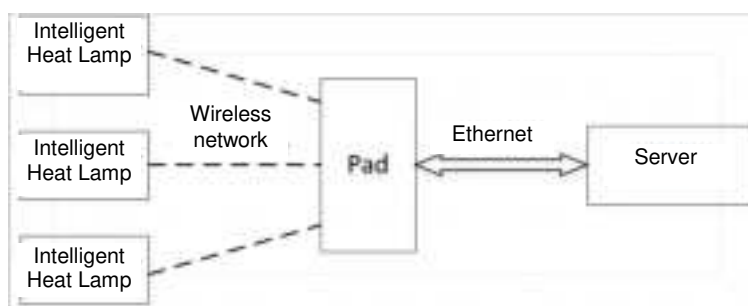 Intelligent
Heat Lamp
Wireless
network
Intelligent
Heat Lamp
Intelligent
Heat Lamp
Pad
Ethernet
Server